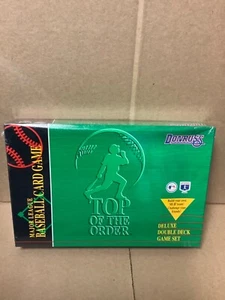 DONRUSS
MAJOR LEAGUE
BASEBALL CARD GAME
TOP
OF THE
ORDER
DELUXE
DOUBLE DECK
GAME SET